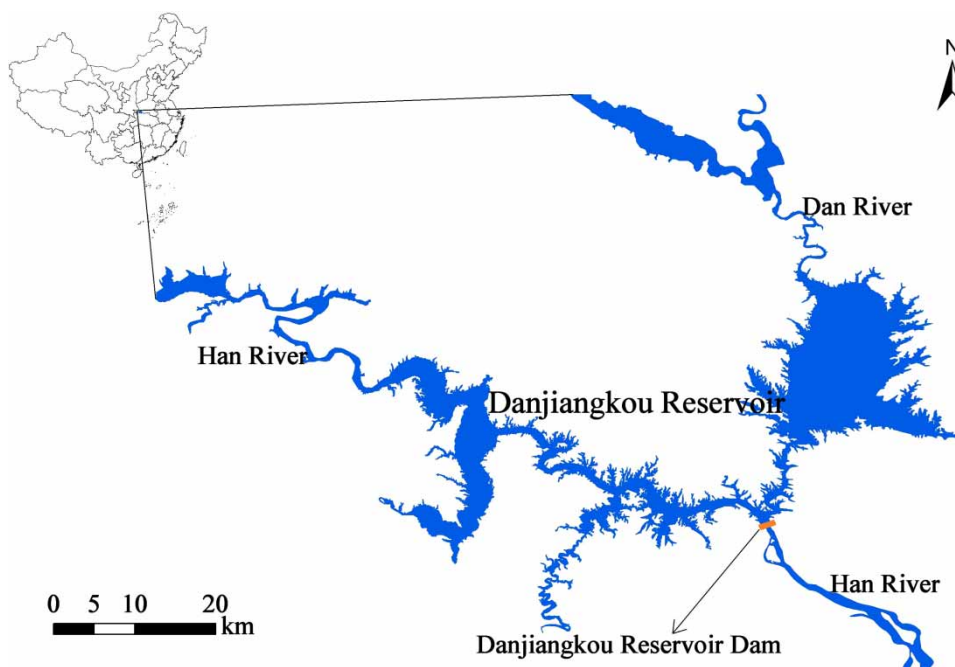 N
Dan River
Han River
Danjiangkou Reservoir
Han River
0 5 10 20
km
Danjiangkou Reservoir Dam